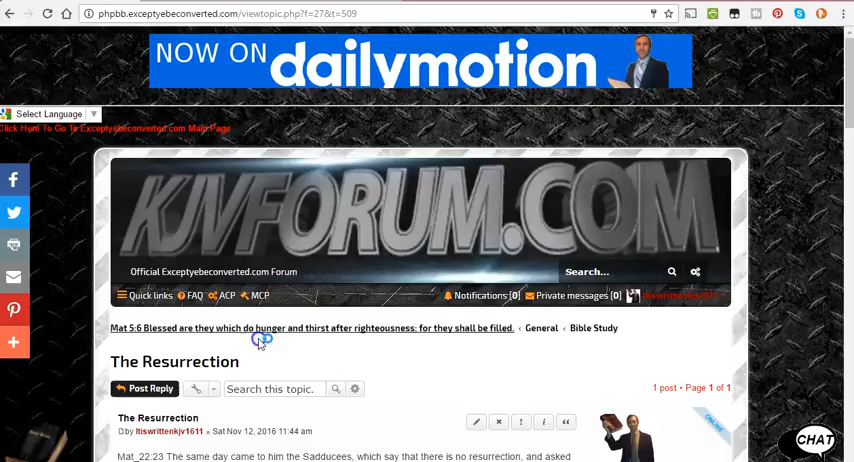 phpbb.exceptyebeconverted.com/viewtopic.php?f=27&t=509
NOW ON dailymotion
Select Language
Click Here To Go To Exceptyebeconverted.com Main Page
KJVFORUM.COM
Official Exceptyebeconverted.com Forum
Search...
Quick links FAQ ACP MCP Notifications [0] Private messages [0] Itiswrittenkjv1611
Mat 5:6 Blessed are they which do hunger and thirst after righteousness: for they shall be filled. ‹ General ‹ Bible Study
The Resurrection
Post Reply Search this topic. 1 post • Page 1 of 1
The Resurrection
by Itiswrittenkjv1611 » Sat Nov 12, 2016 11:44 am
ONLINE
Mat_22:23 The same day came to him the Sadducees, which say that there is no resurrection, and asked
CHAT